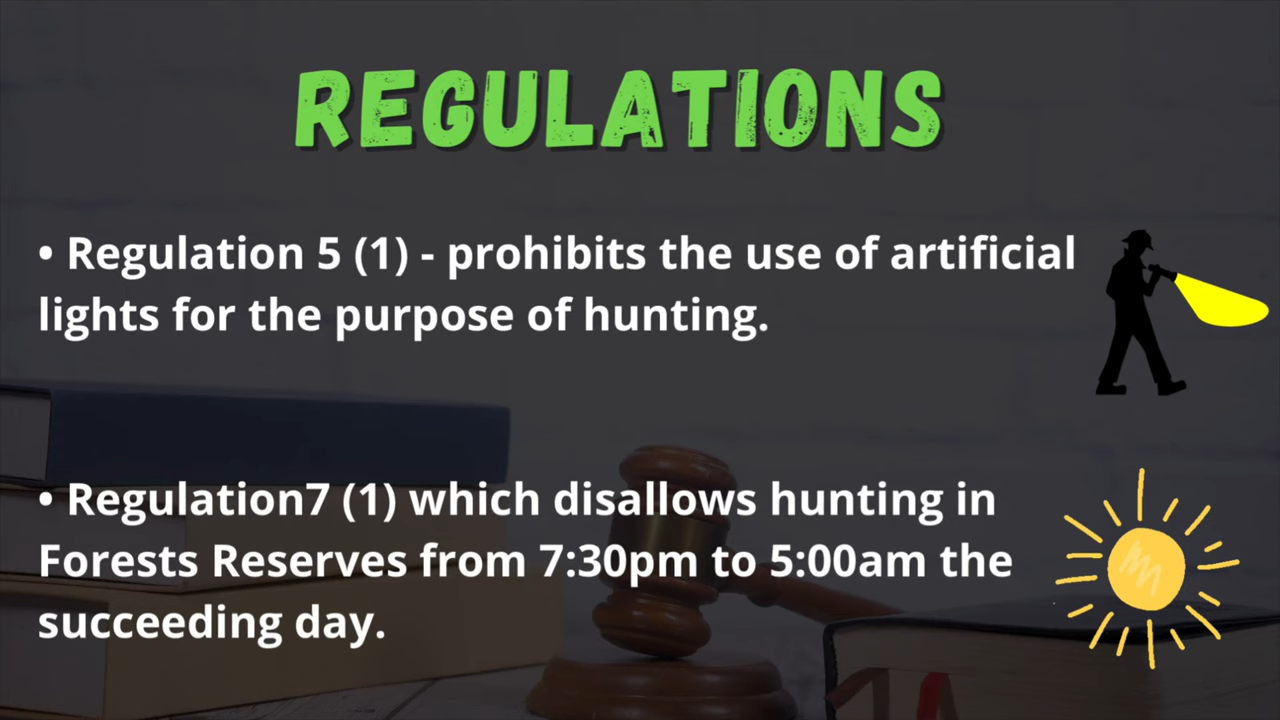 REGULATIONS
• Regulation 5 (1) - prohibits the use of artificial
lights for the purpose of hunting.
• Regulation7 (1) which disallows hunting in
Forests Reserves from 7:30pm to 5:00am the
succeeding day.